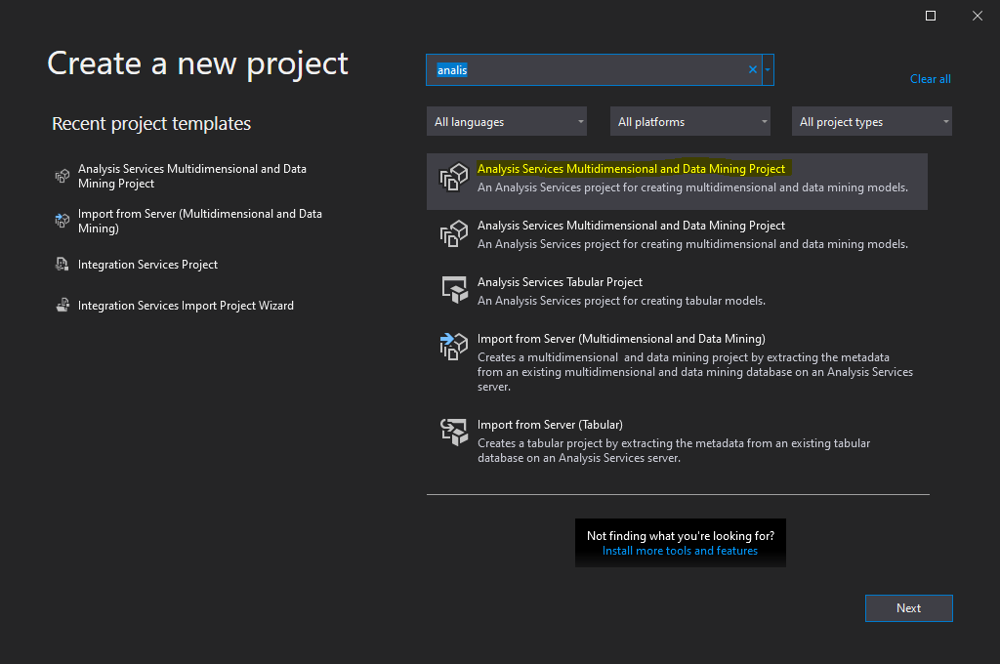 Create a new project
Recent project templates
Analysis Services Multidimensional and Data
Mining Project
Import from Server (Multidimensional and Data
Mining)
Integration Services Project
Integration Services Import Project Wizard
analis
Clear all
All languages
All platforms
All project types
Analysis Services Multidimensional and Data Mining Project
An Analysis Services project for creating multidimensional and data mining models.
Analysis Services Multidimensional and Data Mining Project
An Analysis Services project for creating multidimensional and data mining models.
Analysis Services Tabular Project
An Analysis Services project for creating tabular models.
Import from Server (Multidimensional and Data Mining)
Creates a multidimensional and data mining project by extracting the metadata
from an existing multidimensional and data mining database on an Analysis Services
server.
Import from Server (Tabular)
Creates a tabular project by extracting the metadata from an existing tabular
database on an Analysis Services server.
Not finding what you're looking for?
Install more tools and features
Next